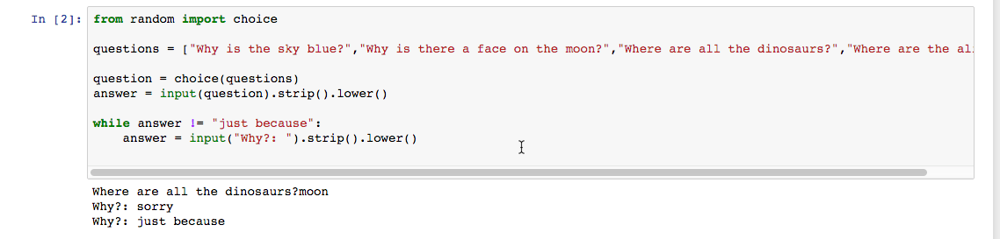 In [2]: from random import choice
questions = ["Why is the sky blue?","Why is there a face on the moon?","Where are all the dinosaurs?","Where are the al
question = choice(questions)
answer = input(question).strip().lower()
while answer != "just because":
    answer = input("Why?: ").strip().lower()
Where are all the dinosaurs?moon
Why?: sorry
Why?: just because